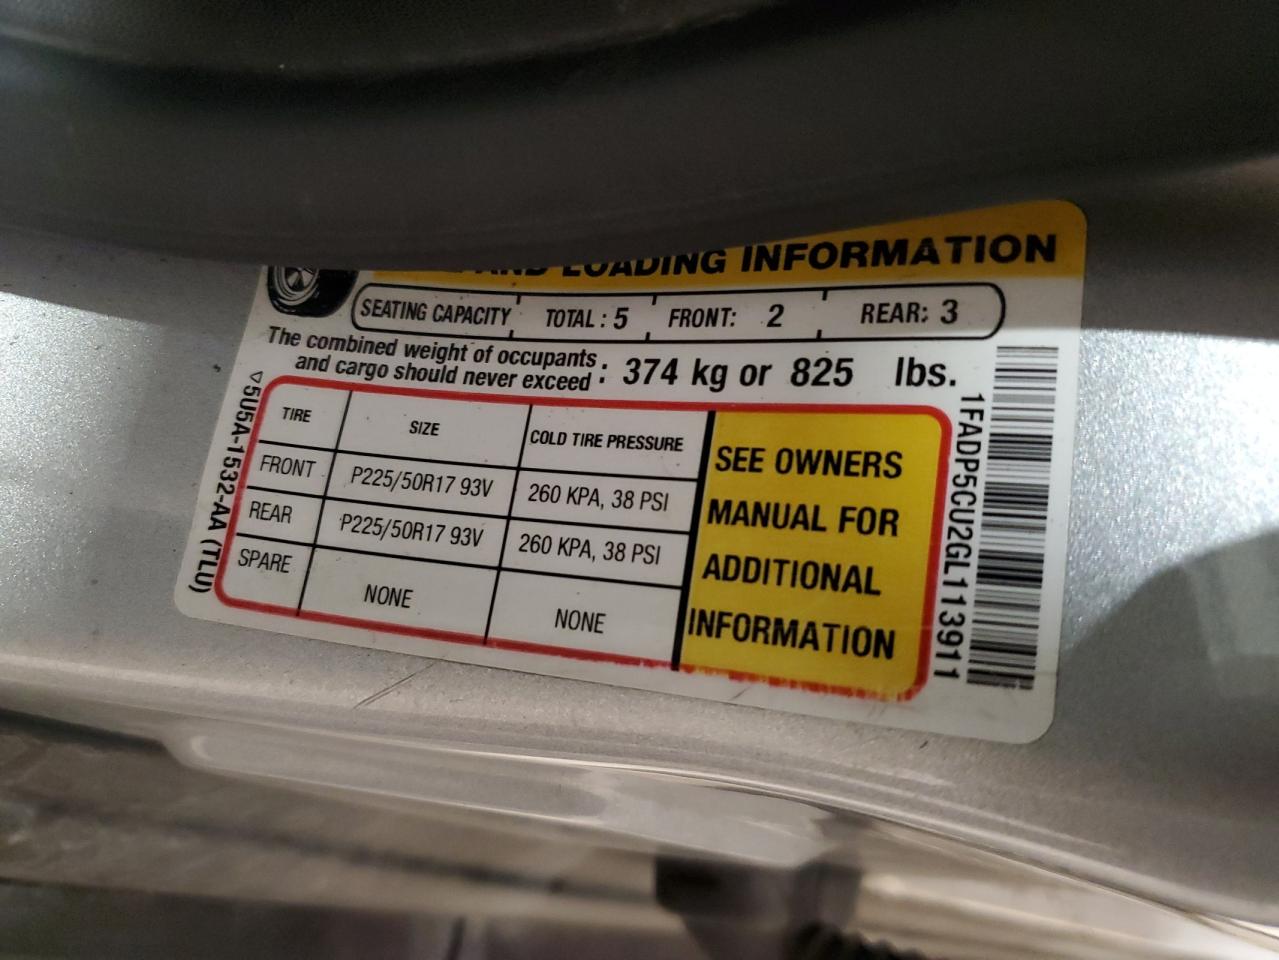 AND LOADING INFORMATION
SEATING CAPACITY TOTAL : 5 FRONT: 2 REAR: 3
The combined weight of occupants
and cargo should never exceed : 374 kg or 825 lbs.
TIRE SIZE COLD TIRE PRESSURE
FRONT P225/50R17 93V 260 KPA, 38 PSI
REAR P225/50R17 93V 260 KPA, 38 PSI
SPARE NONE NONE
SEE OWNERS
MANUAL FOR
ADDITIONAL
INFORMATION
1FADP5CU2GL113911
5U5A-1532-AA (TLU)